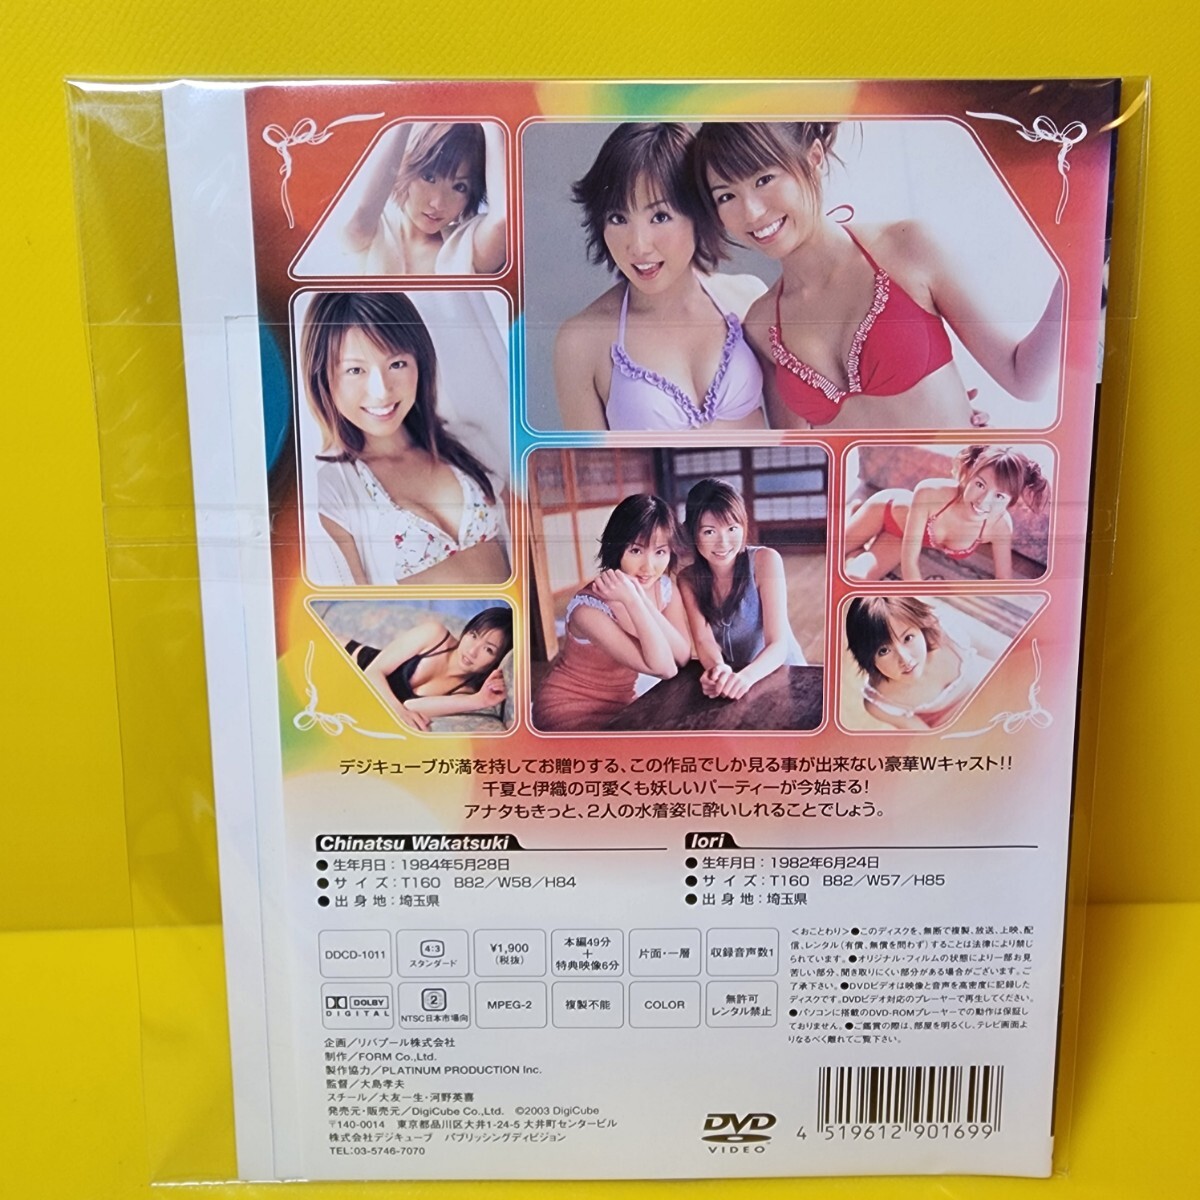 デジキューブが満を持してお贈りする、この作品でしか見る事が出来ない豪華Wキャスト!!
千夏と伊織の可愛くも妖しいパーティーが今始まる!
アナタもきっと、2人の水着姿に酔いしれることでしょう。
Chinatsu Wakatsuki
●生年月日：1984年5月28日
●サイズ：T160 B82／W58／H84
●出身地：埼玉県
Iori
●生年月日：1982年6月24日
●サイズ：T160 B82／W57／H85
●出身地：埼玉県
DDCD-1011
4:3
スタンダード
¥1,900
(税抜)
本編49分
＋
特典映像6分
片面・一層
収録音声数1
DOLBY
DIGITAL
2
NTSC日本市場向
MPEG-2
複製不能
COLOR
無許可
レンタル禁止
＜おことわり＞●このディスクを、無断で複製、放送、上映、配
信、レンタル（有償、無償を問わず）することは法律により禁じ
られています。●オリジナル・フィルムの状態により一部お見
苦しい部分、聞き取りにくい部分がある場合がございます。ご
了承下さい。●DVDビデオは映像と音声を高密度に記録した
ディスクです。DVDビデオ対応のプレーヤーで再生してください。
●パソコンに搭載のDVD-ROMプレーヤーでの動作は保証し
ておりません。●ご鑑賞の際は、部屋を明るくし、テレビ画面よ
りなるべく離れてご覧下さい。
企画／リバプール株式会社
制作／FORM Co.,Ltd.
製作協力／PLATINUM PRODUCTION Inc.
監督／大島孝夫
スチール／大友一生・河野英喜
発売元・販売元／DigiCube Co.,Ltd. ©2003 DigiCube
〒140-0014 東京都品川区大井1-24-5 大井町センタービル
株式会社デジキューブ パブリッシングディビジョン
TEL:03-5746-7070
DVD
VIDEO
4 519612 901699